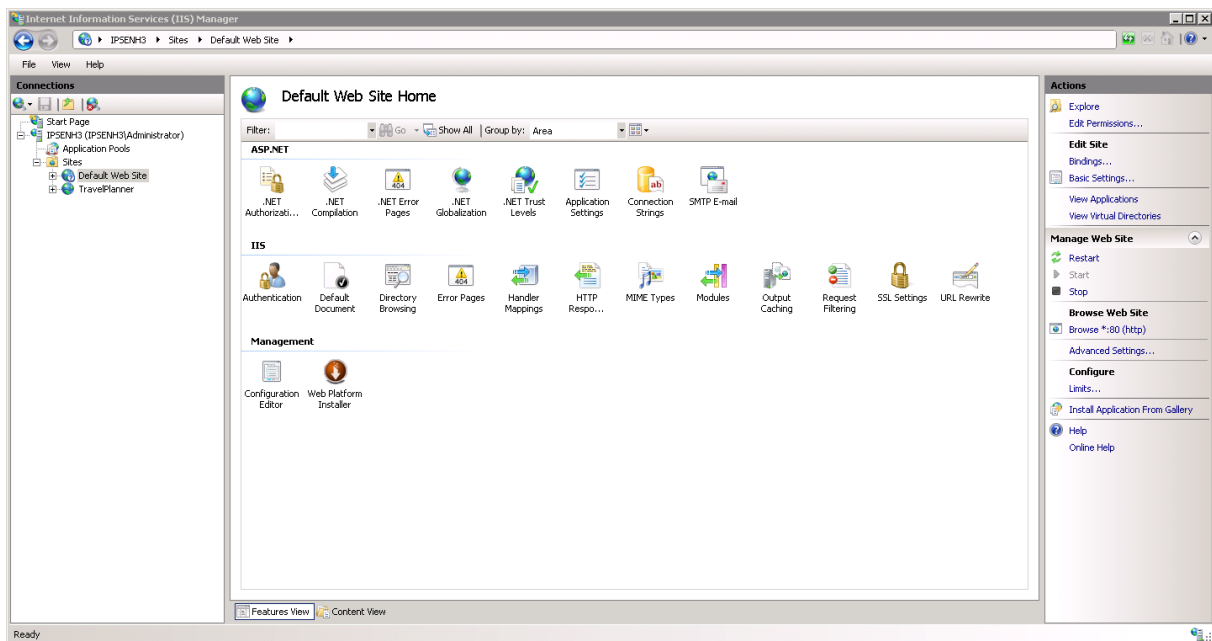 Internet Information Services (IIS) Manager
IPSENH3 Sites Default Web Site
File View Help
Connections
Start Page
IPSENH3 (IPSENH3\Administrator)
Application Pools
Sites
Default Web Site
TravelPlanner
Default Web Site Home
Filter: Go Show All Group by: Area
ASP.NET
.NET Authorizati...
.NET Compilation
.NET Error Pages
.NET Globalization
.NET Trust Levels
Application Settings
Connection Strings
SMTP E-mail
IIS
Authentication
Default Document
Directory Browsing
Error Pages
Handler Mappings
HTTP Respo...
MIME Types
Modules
Output Caching
Request Filtering
SSL Settings
URL Rewrite
Management
Configuration Editor
Web Platform Installer
Features View Content View
Ready
Actions
Explore
Edit Permissions...
Edit Site
Bindings...
Basic Settings...
View Applications
View Virtual Directories
Manage Web Site
Restart
Start
Stop
Browse Web Site
Browse *:80 (http)
Advanced Settings...
Configure
Limits...
Install Application From Gallery
Help
Online Help